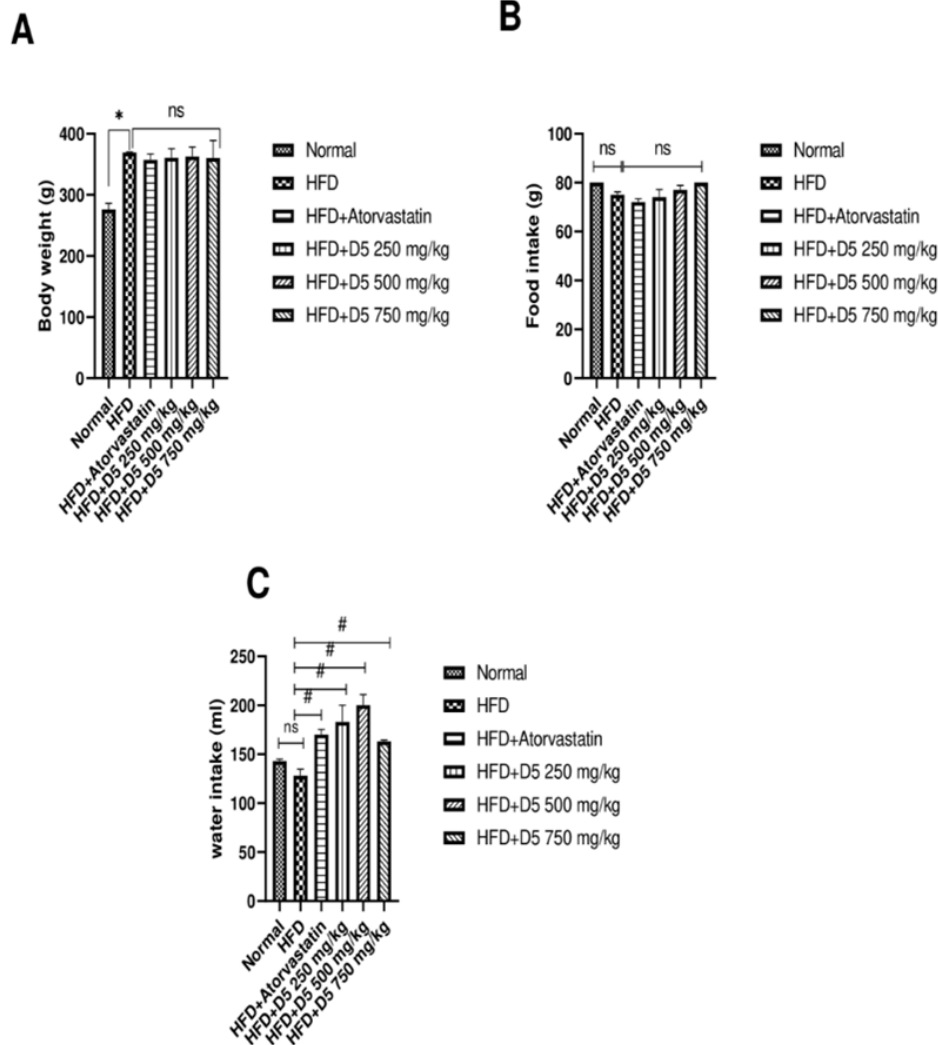 A
B
*
ns
400
300
200
100
0
Body weight (g)
Normal
HFD
HFD+Atorvastatin
HFD+D5 250 mg/kg
HFD+D5 500 mg/kg
HFD+D5 750 mg/kg
Normal
HFD
HFD+Atorvastatin
HFD+D5 250 mg/kg
HFD+D5 500 mg/kg
HFD+D5 750 mg/kg
ns
ns
100
80
60
40
20
0
Food intake (g)
Normal
HFD
HFD+Atorvastatin
HFD+D5 250 mg/kg
HFD+D5 500 mg/kg
HFD+D5 750 mg/kg
Normal
HFD
HFD+Atorvastatin
HFD+D5 250 mg/kg
HFD+D5 500 mg/kg
HFD+D5 750 mg/kg
C
#
#
#
#
ns
250
200
150
100
50
0
water intake (ml)
Normal
HFD
HFD+Atorvastatin
HFD+D5 250 mg/kg
HFD+D5 500 mg/kg
HFD+D5 750 mg/kg
Normal
HFD
HFD+Atorvastatin
HFD+D5 250 mg/kg
HFD+D5 500 mg/kg
HFD+D5 750 mg/kg